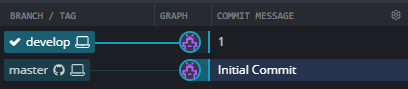 BRANCH / TAG GRAPH COMMIT MESSAGE
develop 1
master Initial Commit